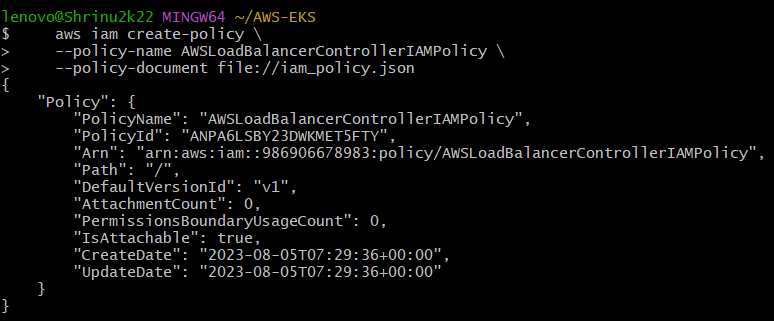 lenovo@Shrinu2k22 MINGW64 ~/AWS-EKS
$     aws iam create-policy \
>     --policy-name AWSLoadBalancerControllerIAMPolicy \
>     --policy-document file://iam_policy.json
{
    "Policy": {
        "PolicyName": "AWSLoadBalancerControllerIAMPolicy",
        "PolicyId": "ANPA6LSBY23DWKMET5FTY",
        "Arn": "arn:aws:iam::986906678983:policy/AWSLoadBalancerControllerIAMPolicy",
        "Path": "/",
        "DefaultVersionId": "v1",
        "AttachmentCount": 0,
        "PermissionsBoundaryUsageCount": 0,
        "IsAttachable": true,
        "CreateDate": "2023-08-05T07:29:36+00:00",
        "UpdateDate": "2023-08-05T07:29:36+00:00"
    }
}